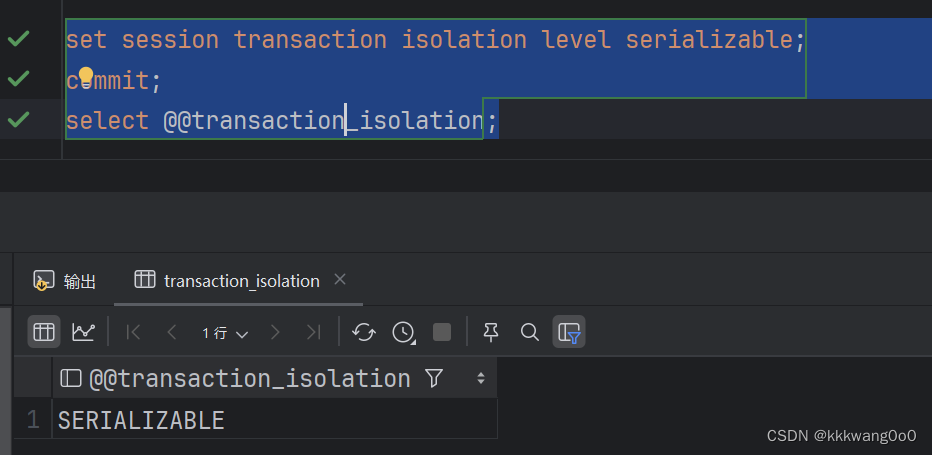 set session transaction isolation level serializable;
commit;
select @@transaction_isolation;
输出 transaction_isolation
1 行
@@transaction_isolation
1 SERIALIZABLE
CSDN @kkkwang0o0